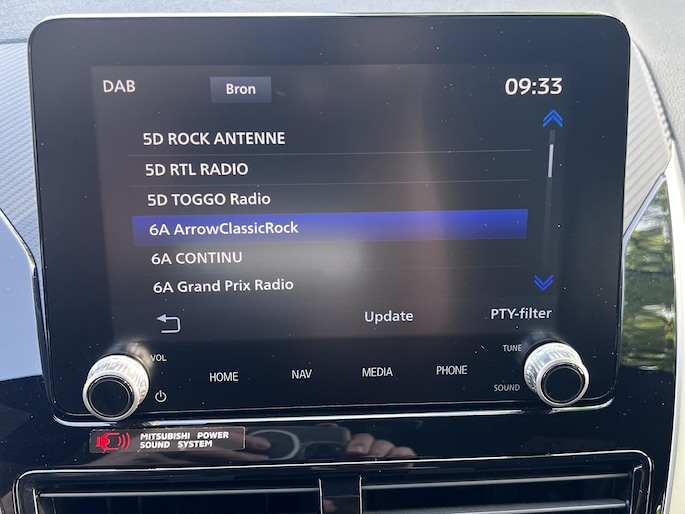 DAB Bron 09:33
5D ROCK ANTENNE
5D RTL RADIO
5D TOGGO Radio
6A ArrowClassicRock
6A CONTINU
6A Grand Prix Radio
Update PTY-filter
VOL HOME NAV MEDIA PHONE TUNE
SOUND
MITSUBISHI POWER
SOUND SYSTEM